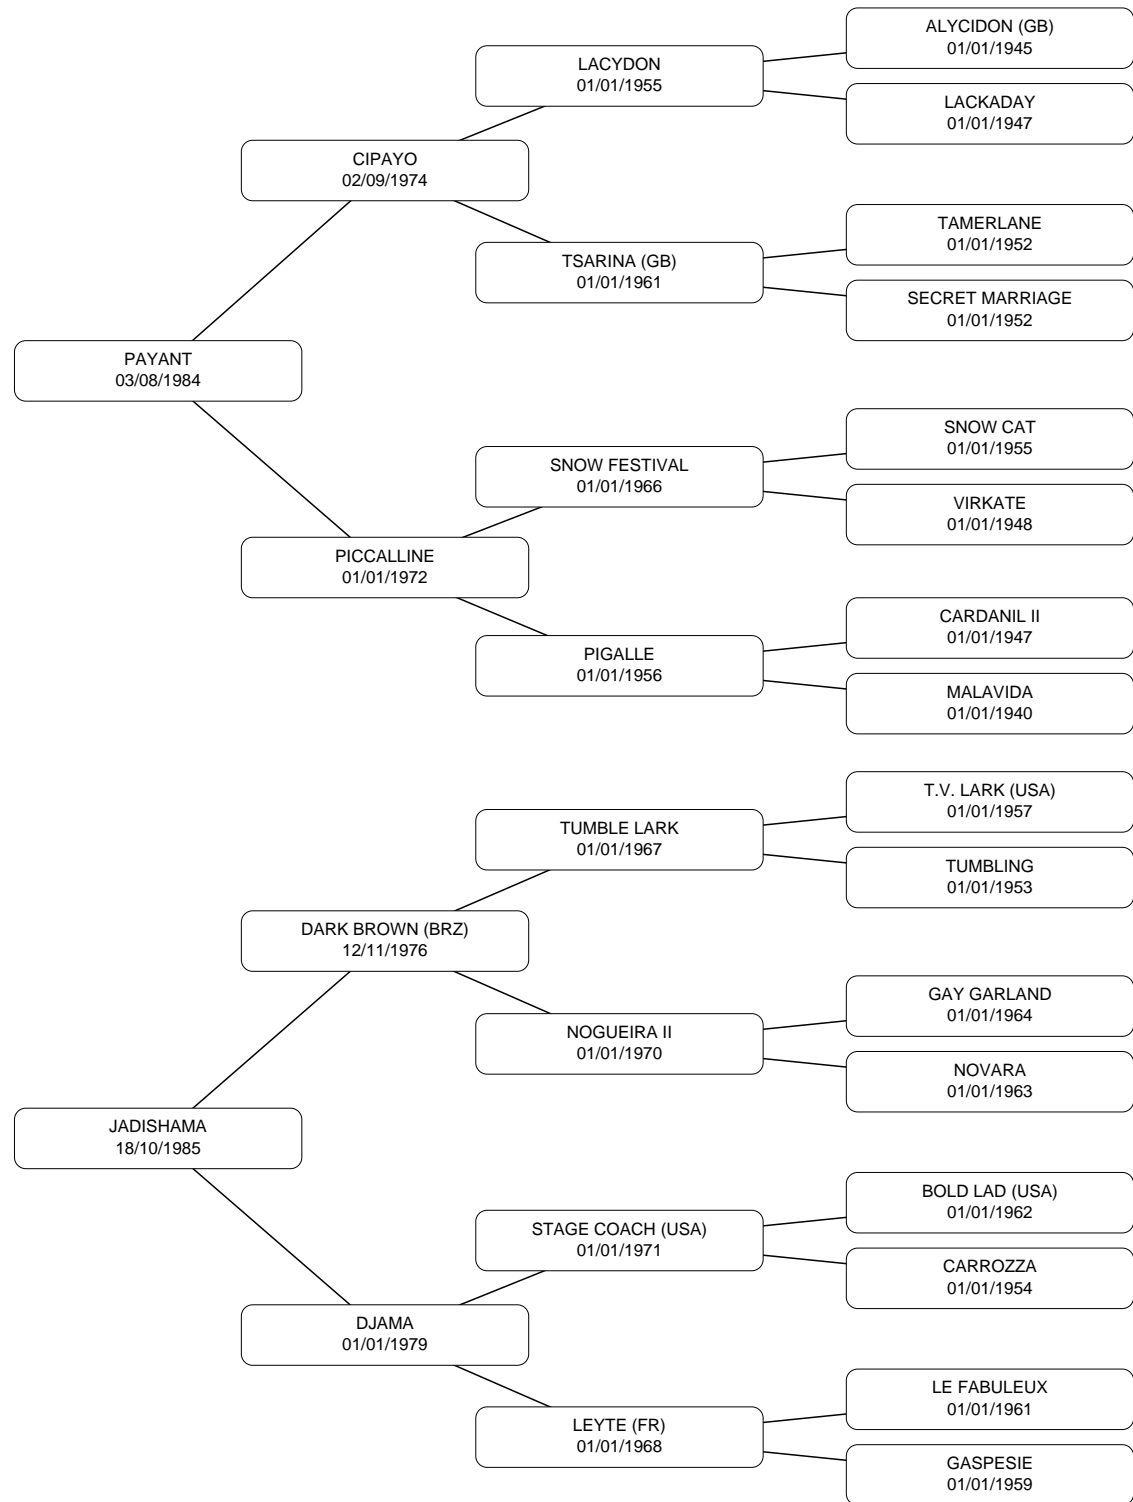 ALYCIDON (GB)
01/01/1945
LACYDON
01/01/1955
LACKADAY
01/01/1947
CIPAYO
02/09/1974
TAMERLANE
01/01/1952
TSARINA (GB)
01/01/1961
SECRET MARRIAGE
01/01/1952
PAYANT
03/08/1984
SNOW CAT
01/01/1955
SNOW FESTIVAL
01/01/1966
VIRKATE
01/01/1948
PICCALLINE
01/01/1972
CARDANIL II
01/01/1947
PIGALLE
01/01/1956
MALAVIDA
01/01/1940
T.V. LARK (USA)
01/01/1957
TUMBLE LARK
01/01/1967
TUMBLING
01/01/1953
DARK BROWN (BRZ)
12/11/1976
GAY GARLAND
01/01/1964
NOGUEIRA II
01/01/1970
NOVARA
01/01/1963
JADISHAMA
18/10/1985
BOLD LAD (USA)
01/01/1962
STAGE COACH (USA)
01/01/1971
CARROZZA
01/01/1954
DJAMA
01/01/1979
LE FABULEUX
01/01/1961
LEYTE (FR)
01/01/1968
GASPESIE
01/01/1959